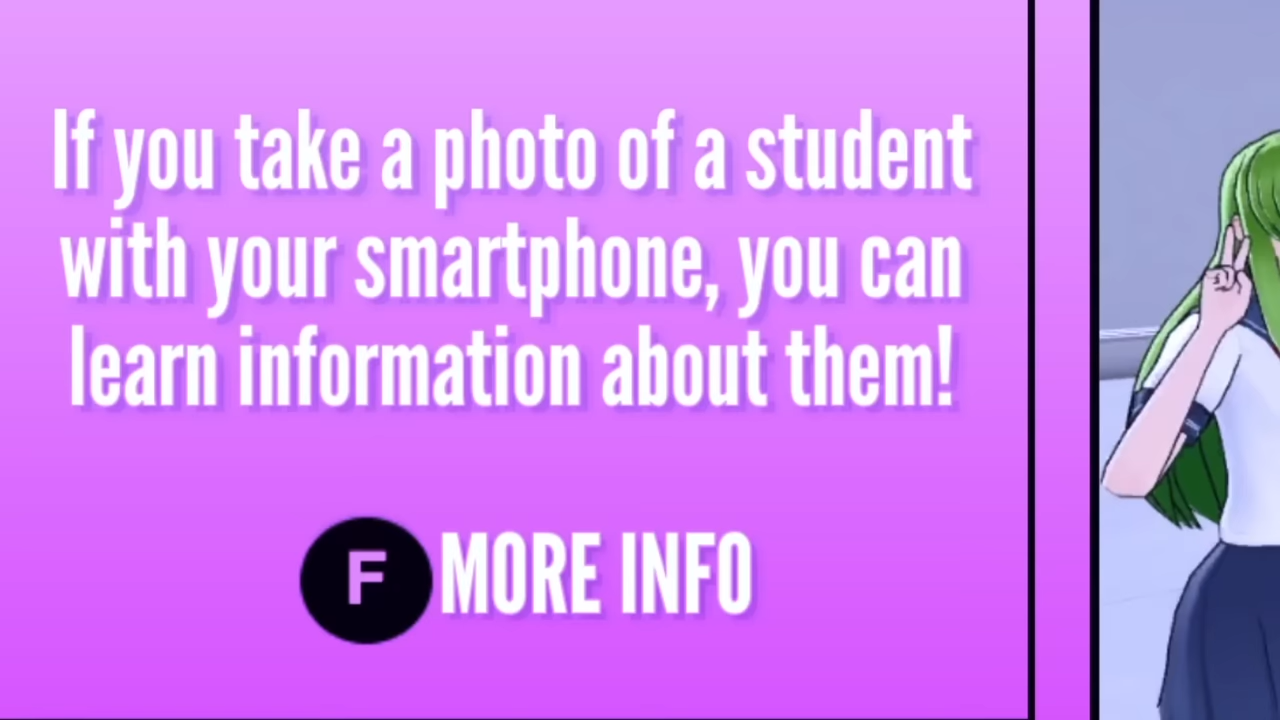 If you take a photo of a student
with your smartphone, you can
learn information about them!
F MORE INFO